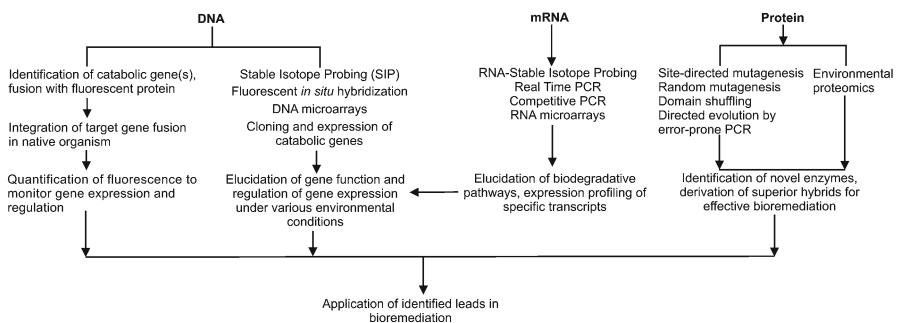 DNA
mRNA
Protein
Identification of catabolic gene(s),
fusion with fluorescent protein
Integration of target gene fusion
in native organism
Quantification of fluorescence to
monitor gene expression and
regulation
Stable Isotope Probing (SIP)
Fluorescent in situ hybridization
DNA microarrays
Cloning and expression of
catabolic genes
Elucidation of gene function and
regulation of gene expression
under various environmental
conditions
RNA-Stable Isotope Probing
Real Time PCR
Competitive PCR
RNA microarrays
Elucidation of biodegradative
pathways, expression profiling of
specific transcripts
Site-directed mutagenesis
Random mutagenesis
Domain shuffling
Directed evolution by
error-prone PCR
Environmental
proteomics
Identification of novel enzymes,
derivation of superior hybrids for
effective bioremediation
Application of identified leads in
bioremediation